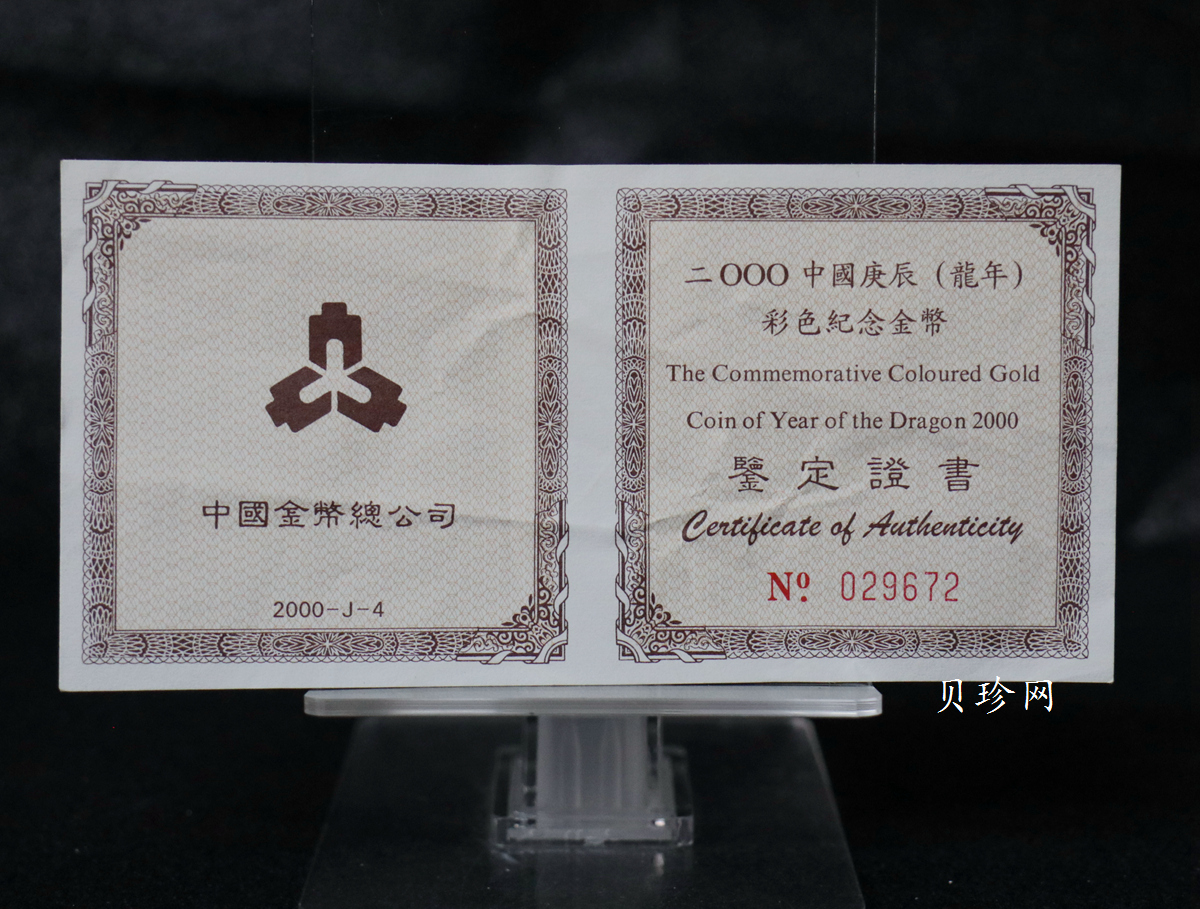 中國金幣總公司
2000-J-4
二OOO中國庚辰（龍年）
彩色紀念金幣
The Commemorative Coloured Gold
Coin of Year of the Dragon 2000
鑒定證書
Certificate of Authenticity
Nº 029672
贝珍网